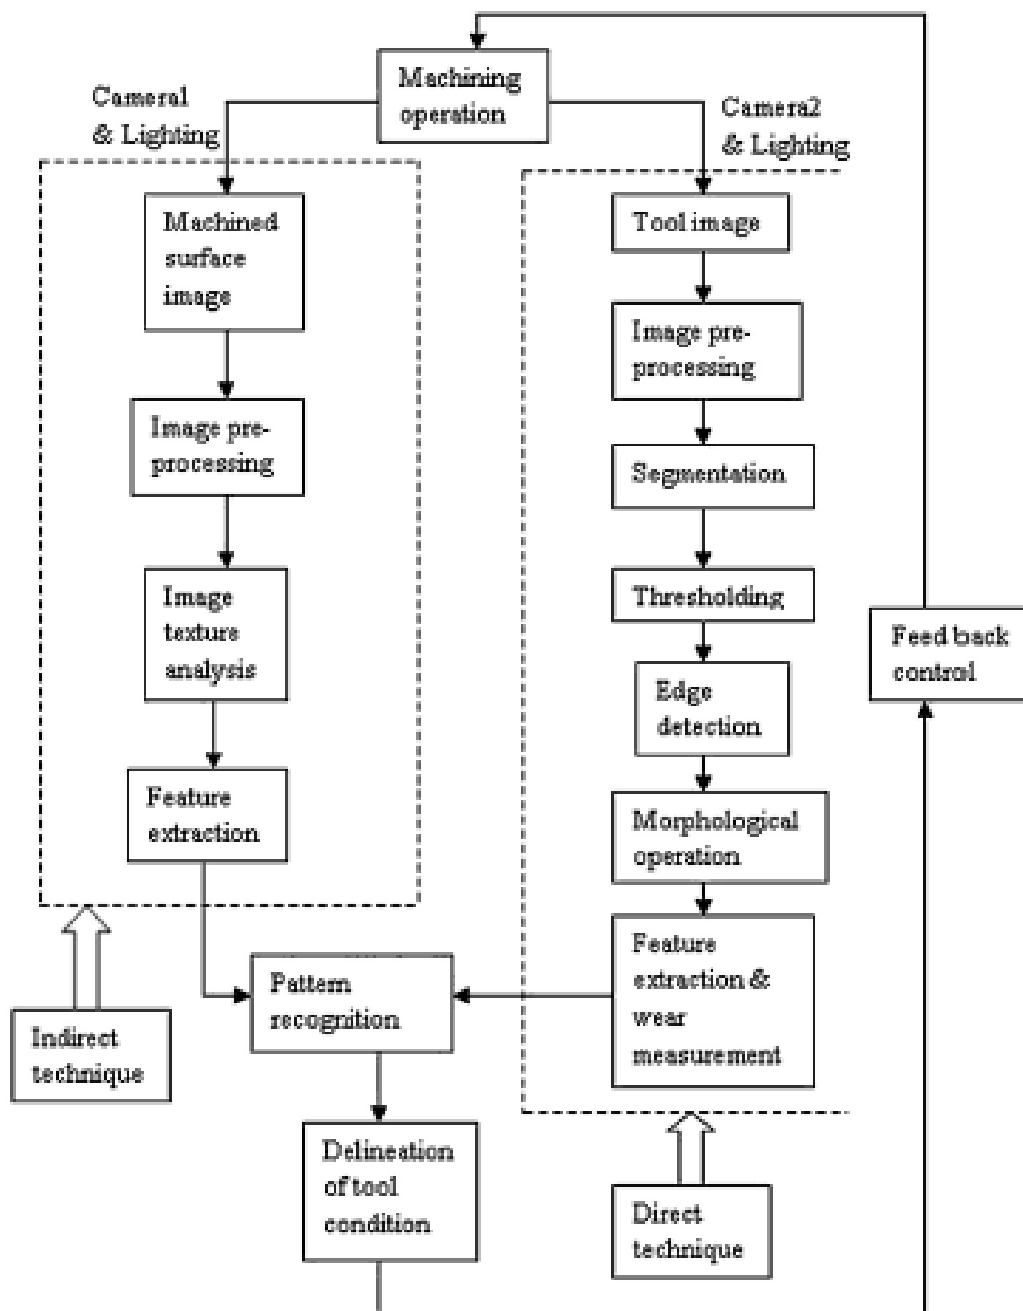 Machining
operation
Camera1
& Lighting
Camera2
& Lighting
Machined
surface
image
Image pre-
processing
Image
texture
analysis
Feature
extraction
Indirect
technique
Tool image
Image pre-
processing
Segmentation
Thresholding
Edge
detection
Morphological
operation
Feature
extraction &
wear
measurement
Direct
technique
Pattern
recognition
Delineation
of tool
condition
Feed back
control